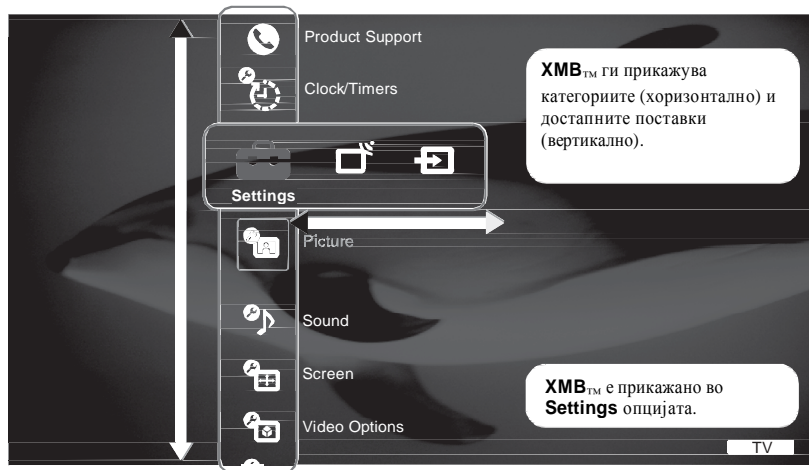 Product Support
Clock/Timers
XMB™ ги прикажува
категориите (хоризонтално) и
достапните поставки
(вертикално).
Settings
Picture
Sound
Screen
Video Options
XMB™ е прикажано во
Settings опцијата.
TV